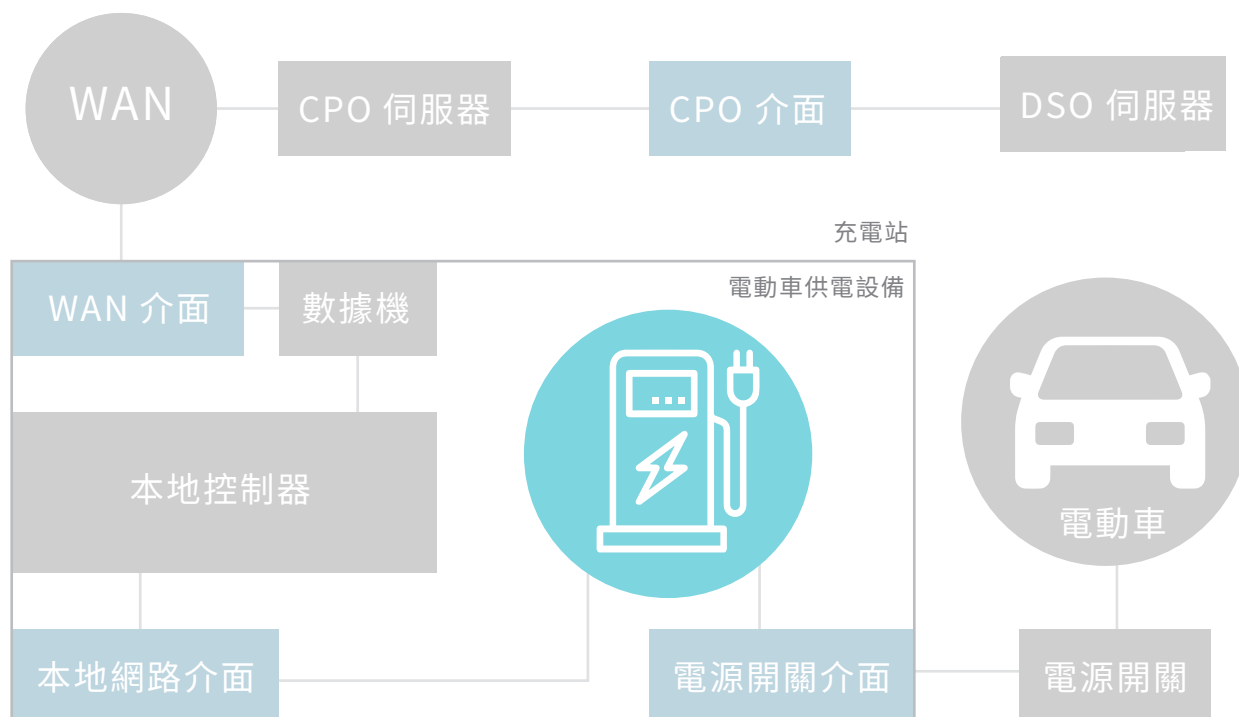 WAN
CPO 伺服器
CPO 介面
DSO 伺服器
充電站
電動車供電設備
WAN 介面
數據機
本地控制器
電動車
本地網路介面
電源開關介面
電源開關